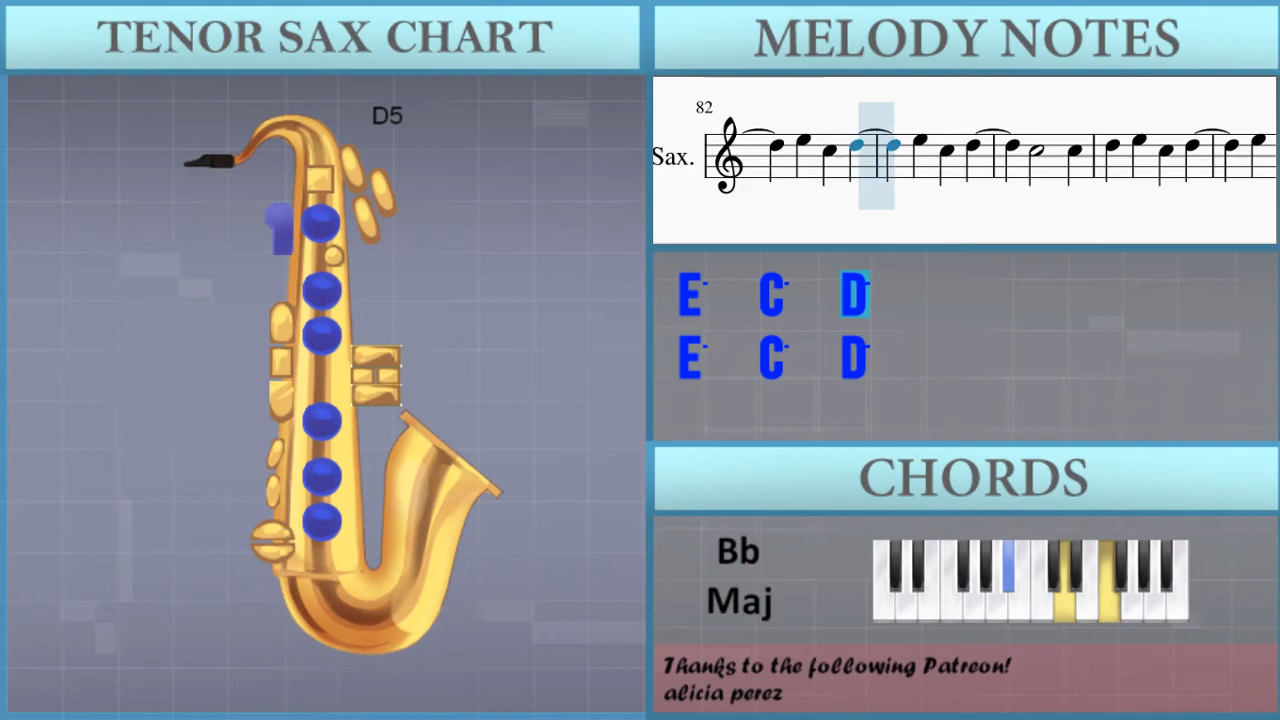 TENOR SAX CHART
D5
MELODY NOTES
82
Sax.
E- C- D-
E- C- D-
CHORDS
Bb
Maj
Thanks to the following Patreon!
alicia perez